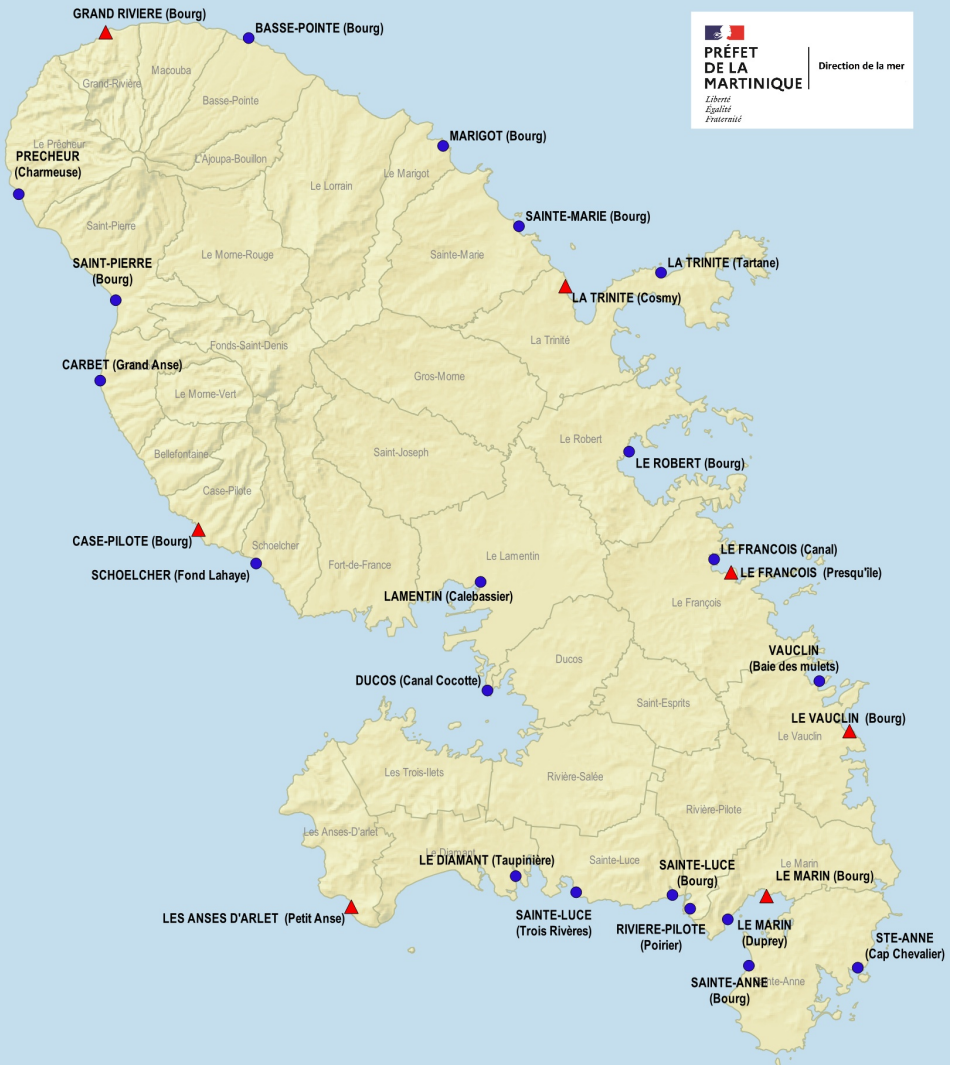 GRAND RIVIERE (Bourg)
BASSE-POINTE (Bourg)
PRÉFET
DE LA
MARTINIQUE
Liberté
Égalité
Fraternité
Direction de la mer
Macouba
Grand-Rivière
Basse-Pointe
MARIGOT (Bourg)
Le Prêcheur
PRECHEUR
(Charmeuse)
L'Ajoupa-Bouillon
Le Marigot
Le Lorrain
SAINTE-MARIE (Bourg)
Saint-Pierre
Le Morne-Rouge
Sainte-Marie
SAINT-PIERRE
(Bourg)
LA TRINITE (Tartane)
LA TRINITE (Cosmy)
La Trinité
Fonds-Saint-Denis
CARBET (Grand Anse)
Gros-Morne
Le Morne-Vert
Le Robert
Bellefontaine
Saint-Joseph
LE ROBERT (Bourg)
Case-Pilote
CASE-PILOTE (Bourg)
Schoelcher
LE FRANCOIS (Canal)
Le Lamentin
Fort-de-France
SCHOELCHER (Fond Lahaye)
LE FRANCOIS (Presqu'île)
LAMENTIN (Calebassier)
Le François
VAUCLIN
(Baie des mulets)
Ducos
DUCOS (Canal Cocotte)
Saint-Esprits
LE VAUCLIN (Bourg)
Le Vauclin
Les Trois-Ilets
Rivière-Salée
Rivière-Pilote
Les Anses-D'arlet
Le Diamant
LE DIAMANT (Taupinière)
Sainte-Luce
SAINTE-LUCE
(Bourg)
Le Marin
LE MARIN (Bourg)
LES ANSES D'ARLET (Petit Anse)
SAINTE-LUCE
(Trois Rivères)
RIVIERE-PILOTE
(Poirier)
LE MARIN
(Duprey)
STE-ANNE
(Cap Chevalier)
SAINTE-ANNE
(Bourg)
Sainte-Anne